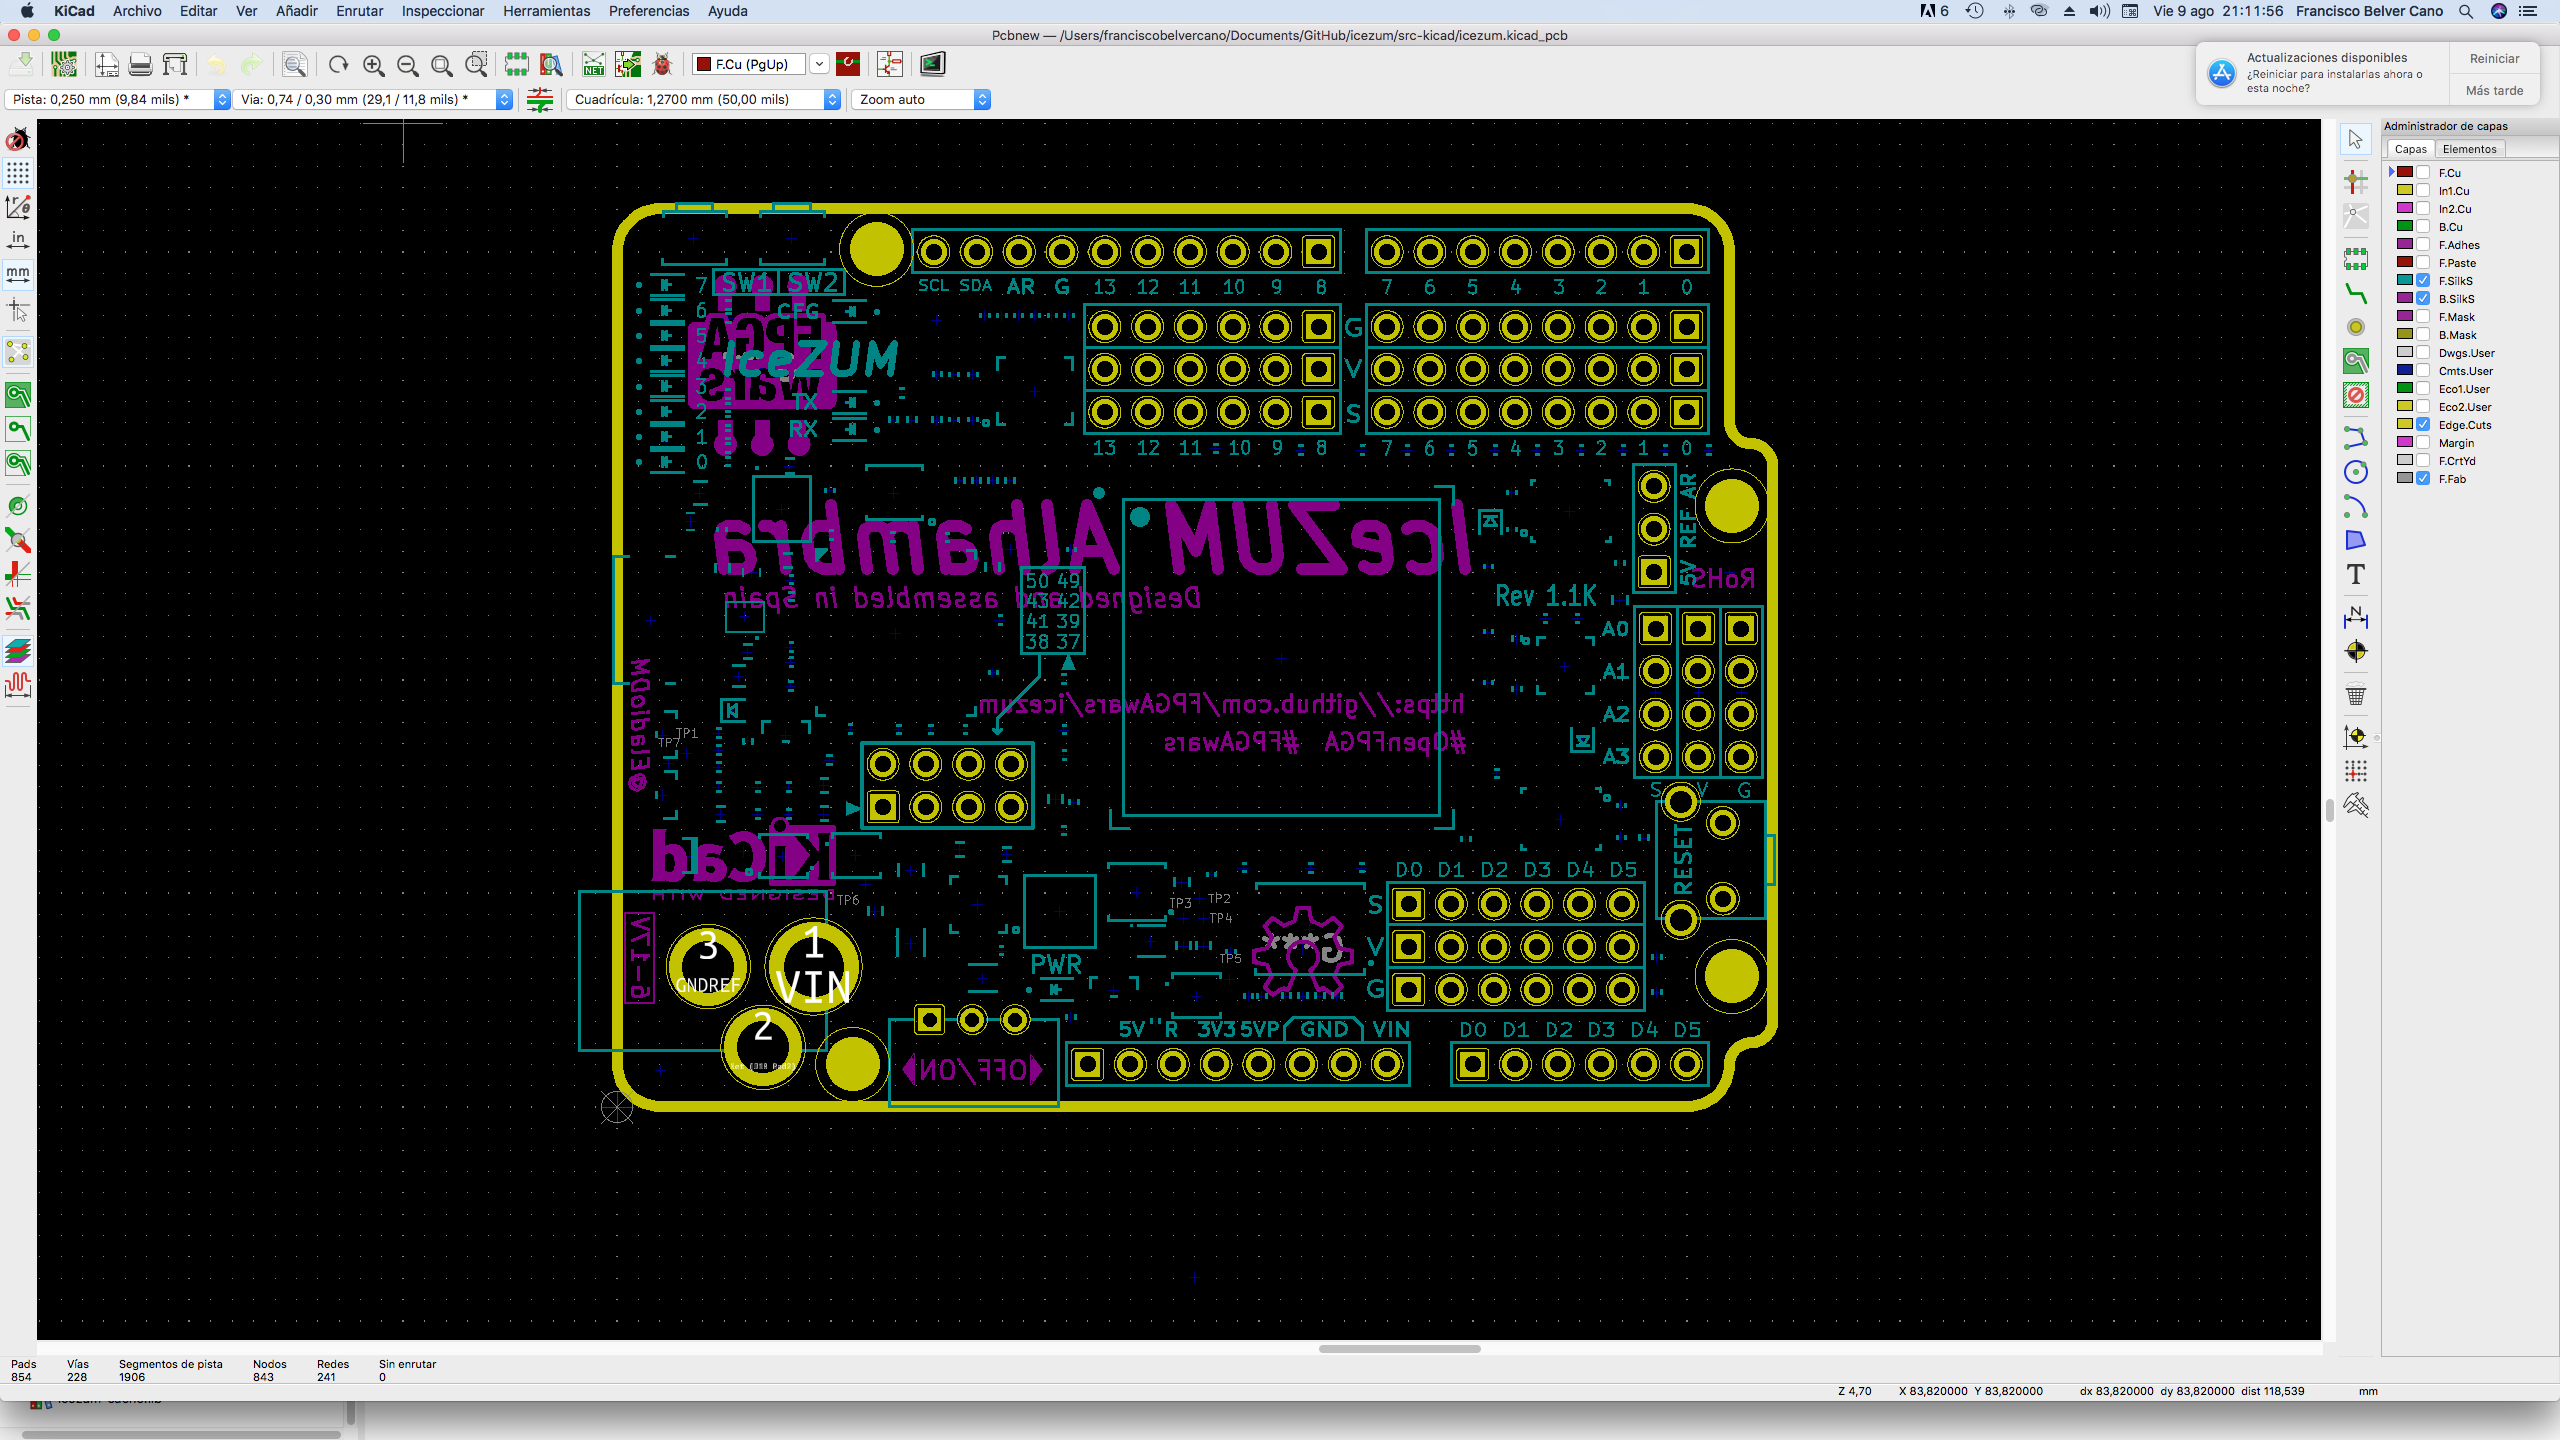 KiCad Archivo Editar Ver Añadir Enrutar Inspeccionar Herramientas Preferencias Ayuda
6 Vie 9 ago 21:11:56 Francisco Belver Cano
Pcbnew — /Users/franciscobelvercano/Documents/GitHub/icezum/src-kicad/icezum.kicad_pcb
NET F.Cu (PgUp)
Actualizaciones disponibles
¿Reiniciar para instalarlas ahora o
esta noche?
Reiniciar
Más tarde
Pista: 0,250 mm (9,84 mils) *
Via: 0,74 / 0,30 mm (29,1 / 11,8 mils) *
Cuadrícula: 1,2700 mm (50,00 mils)
Zoom auto
in
mm
Administrador de capas
Capas Elementos
F.Cu
In1.Cu
In2.Cu
B.Cu
F.Adhes
F.Paste
F.SilkS
B.SilkS
F.Mask
B.Mask
Dwgs.User
Cmts.User
Eco1.User
Eco2.User
Edge.Cuts
Margin
F.CrtYd
F.Fab
SW1 SW2
7
6
5
4
3
2
1
0
CFG
TX
RX
FPGA
wars
IceZUM
SCL SDA AR G 13 12 11 10 9 8 7 6 5 4 3 2 1 0
G
V
S
13 12 11 10 9 8 7 6 5 4 3 2 1 0
IceZUM Alhambra
Designed and assembled in Spain
50 49
43 42
41 39
38 37
5V REF AR
RoHS
Rev 1.1K
A0
A1
A2
A3
S V G
https://github.com/FPGAwars/icezum
#OpenFPGA #FPGAwars
@EladioDM
TP1
TP7
KiCad
DESIGNED WITH
TP6
TP3
TP2
TP4
TP5
RESET
D0 D1 D2 D3 D4 D5
S
V
G
6-17V
3
GNDREF
1
VIN
2
PWR
OFF/ON
5V R 3V3 5VP GND VIN
D0 D1 D2 D3 D4 D5
T
N
Pads Vías Segmentos de pista Nodos Redes Sin enrutar
854 228 1906 843 241 0
Z 4,70 X 83,820000 Y 83,820000 dx 83,820000 dy 83,820000 dist 118,539 mm